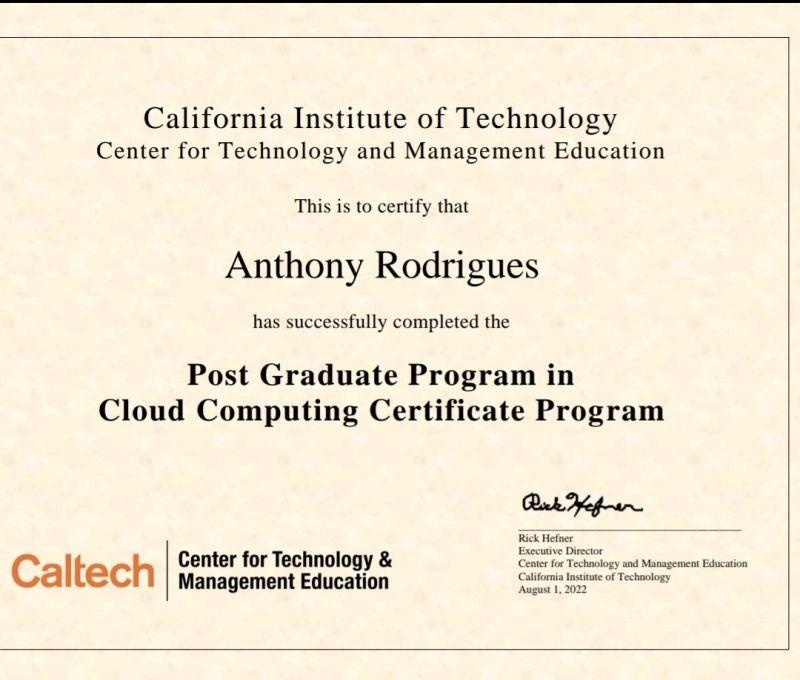 California Institute of Technology
Center for Technology and Management Education
This is to certify that
Anthony Rodrigues
has successfully completed the
Post Graduate Program in
Cloud Computing Certificate Program
Rick Hefner
Rick Hefner
Executive Director
Center for Technology and Management Education
California Institute of Technology
August 1, 2022
Caltech
Center for Technology &
Management Education